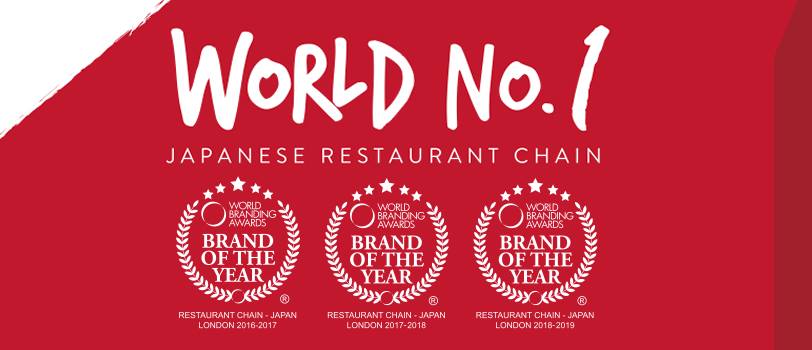 WORLD NO.1
JAPANESE RESTAURANT CHAIN
WORLD
BRANDING
AWARDS
BRAND
OF THE
YEAR
®
RESTAURANT CHAIN - JAPAN
LONDON 2016-2017
WORLD
BRANDING
AWARDS
BRAND
OF THE
YEAR
®
RESTAURANT CHAIN - JAPAN
LONDON 2017-2018
WORLD
BRANDING
AWARDS
BRAND
OF THE
YEAR
®
RESTAURANT CHAIN - JAPAN
LONDON 2018-2019